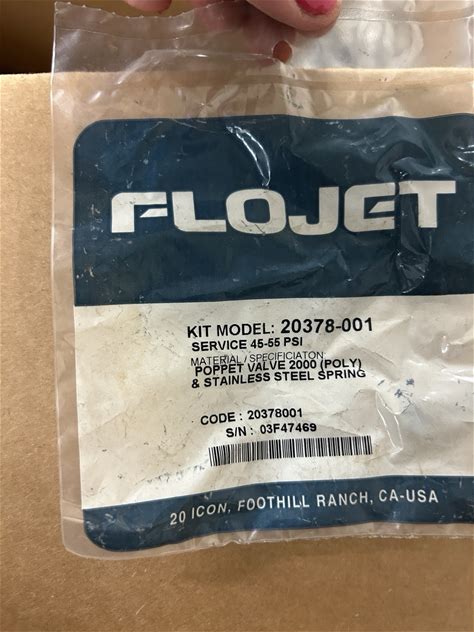 FLOJET
KIT MODEL: 20378-001
SERVICE 45-55 PSI
MATERIAL / SPECIFICIATON:
POPPET VALVE 2000 (POLY)
& STAINLESS STEEL SPRING
CODE : 20378001
S/N : 03F47469
20 ICON, FOOTHILL RANCH, CA-USA